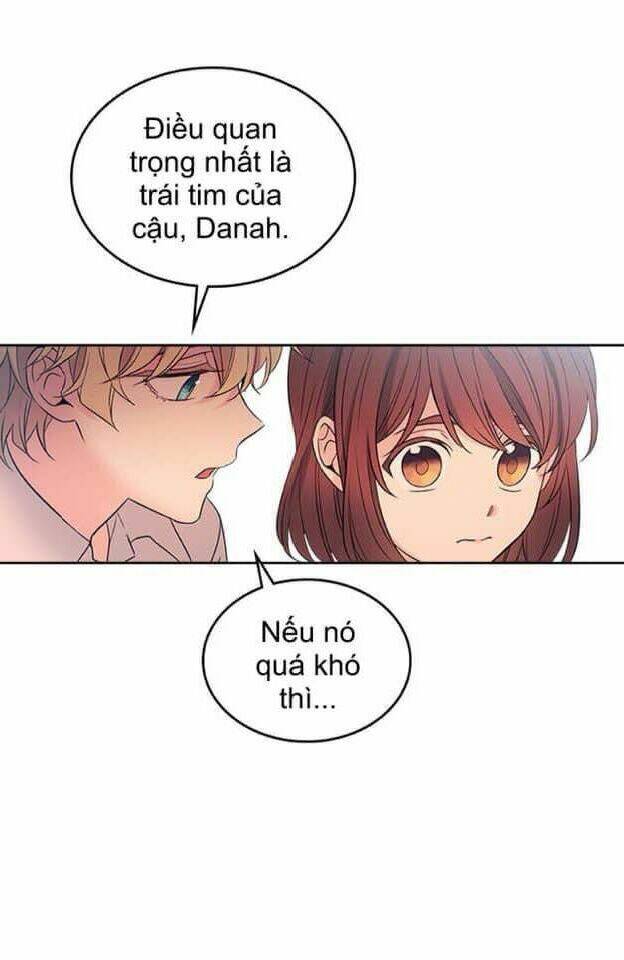 Điều quan
trọng nhất là
trái tim của
cậu, Danah.
Nếu nó
quá khó
thì...